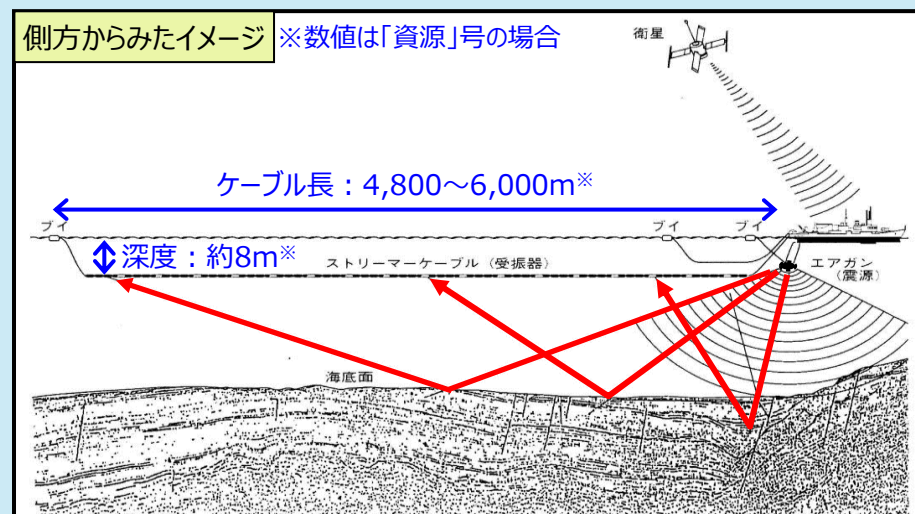 側方からみたイメージ
※数値は「資源」号の場合
衛星
ケーブル長：4,800～6,000m※
ブイ
ブイ
ブイ
深度：約8m※
ストリーマーケーブル（受振器）
エアガン
（震源）
海底面